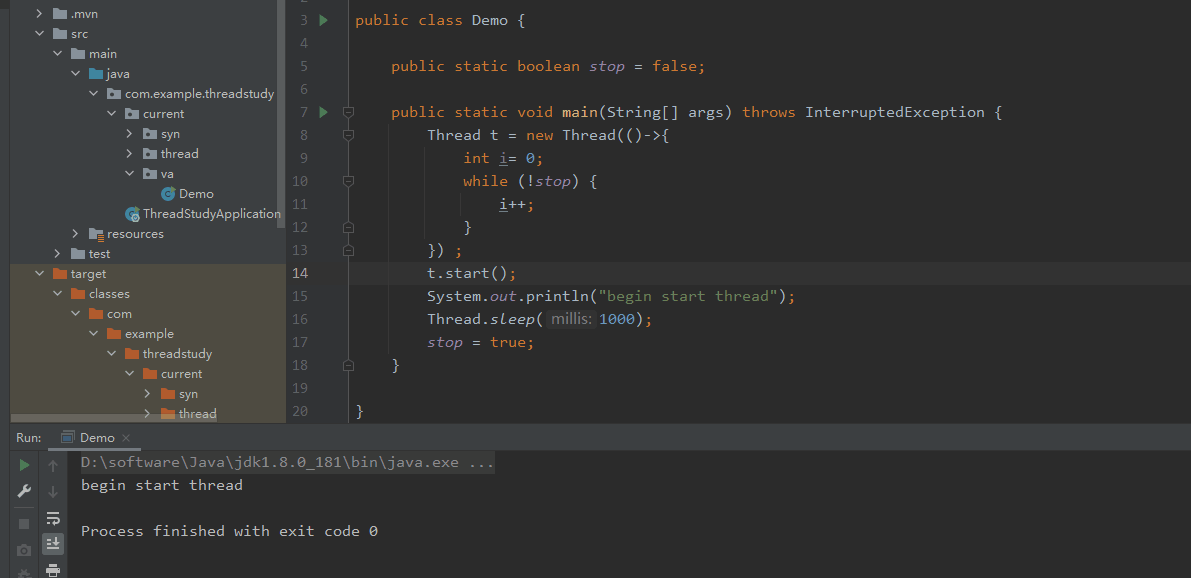 .mvn
src
main
java
com.example.threadstudy
current
syn
thread
va
Demo
ThreadStudyApplication
resources
test
target
classes
com
example
threadstudy
current
syn
thread
3 public class Demo {
4
5 public static boolean stop = false;
6
7 public static void main(String[] args) throws InterruptedException {
8 Thread t = new Thread(()->{
9 int i= 0;
10 while (!stop) {
11 i++;
12 }
13 }) ;
14 t.start();
15 System.out.println("begin start thread");
16 Thread.sleep( millis: 1000);
17 stop = true;
18 }
19
20 }
Run: Demo ×
D:\software\Java\jdk1.8.0_181\bin\java.exe ...
begin start thread
Process finished with exit code 0